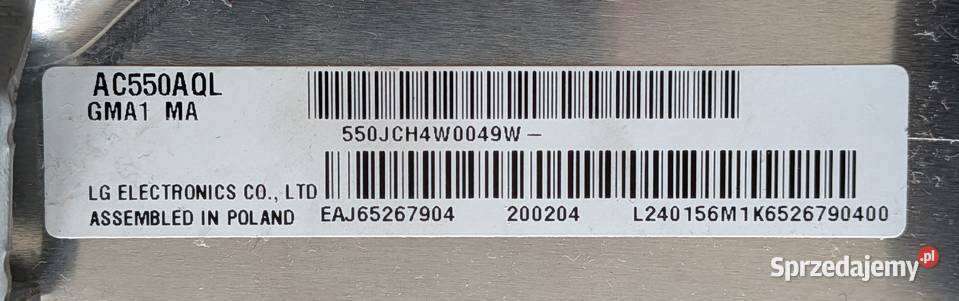 AC550AQL
GMA1 MA
550JCH4W0049W-
LG ELECTRONICS CO., LTD
ASSEMBLED IN POLAND EAJ65267904 200204 L240156M1K6526790400
Sprzedajemy.pl